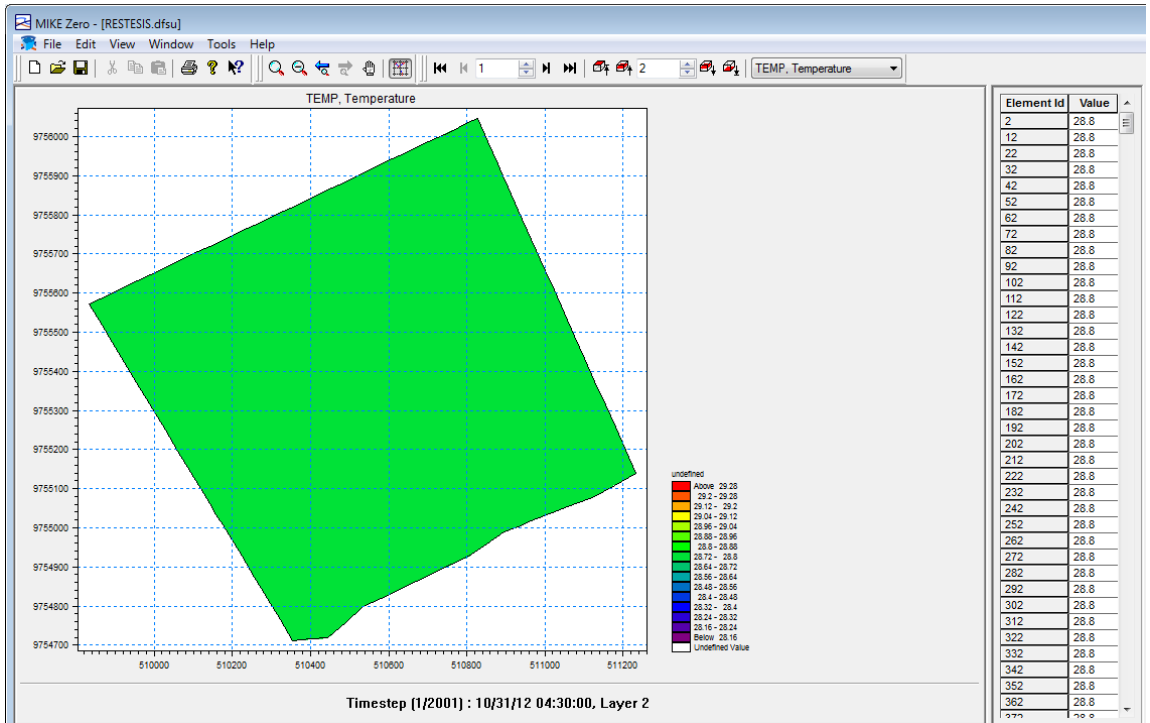 MIKE Zero - [RESTESIS.dfsu]
File Edit View Window Tools Help
1 2 TEMP, Temperature
TEMP, Temperature
9756000
9755900
9755800
9755700
9755600
9755500
9755400
9755300
9755200
9755100
9755000
9754900
9754800
9754700
510000 510200 510400 510600 510800 511000 511200
undefined
Above 29.28
29.2 - 29.28
29.12 - 29.2
29.04 - 29.12
28.96 - 29.04
28.88 - 28.96
28.8 - 28.88
28.72 - 28.8
28.64 - 28.72
28.56 - 28.64
28.48 - 28.56
28.4 - 28.48
28.32 - 28.4
28.24 - 28.32
28.16 - 28.24
Below 28.16
Undefined Value
Timestep (1/2001) : 10/31/12 04:30:00, Layer 2
Element Id Value
2 28.8
12 28.8
22 28.8
32 28.8
42 28.8
52 28.8
62 28.8
72 28.8
82 28.8
92 28.8
102 28.8
112 28.8
122 28.8
132 28.8
142 28.8
152 28.8
162 28.8
172 28.8
182 28.8
192 28.8
202 28.8
212 28.8
222 28.8
232 28.8
242 28.8
252 28.8
262 28.8
272 28.8
282 28.8
292 28.8
302 28.8
312 28.8
322 28.8
332 28.8
342 28.8
352 28.8
362 28.8
372 28.8